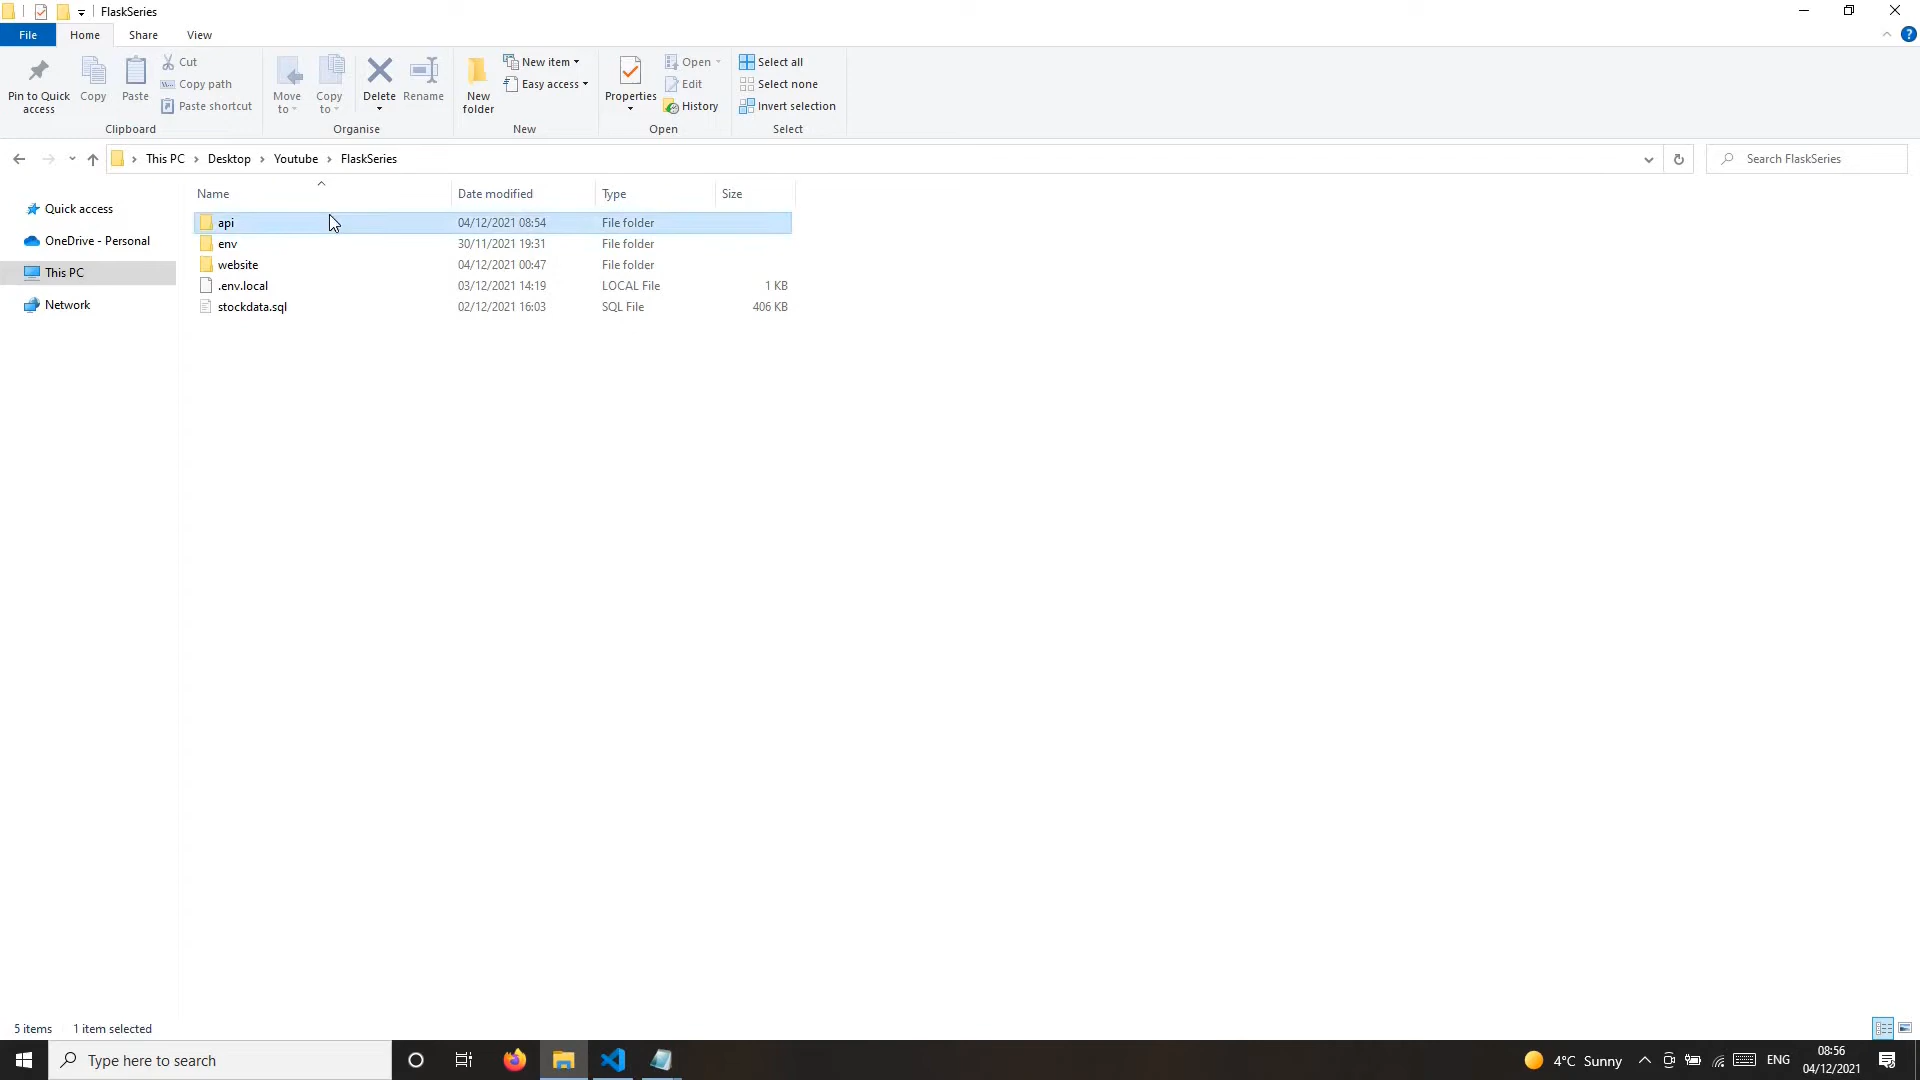 FlaskSeries
File Home Share View
Pin to Quick access
Copy
Paste
Cut
Copy path
Paste shortcut
Clipboard
Move to
Copy to
Delete
Rename
Organise
New folder
New item
Easy access
New
Properties
Open
Edit
History
Open
Select all
Select none
Invert selection
Select
This PC Desktop Youtube FlaskSeries
Search FlaskSeries
Quick access
OneDrive - Personal
This PC
Network
Name Date modified Type Size
api 04/12/2021 08:54 File folder
env 30/11/2021 19:31 File folder
website 04/12/2021 00:47 File folder
.env.local 03/12/2021 14:19 LOCAL File 1 KB
stockdata.sql 02/12/2021 16:03 SQL File 406 KB
5 items 1 item selected
Type here to search
4°C Sunny
ENG
08:56
04/12/2021